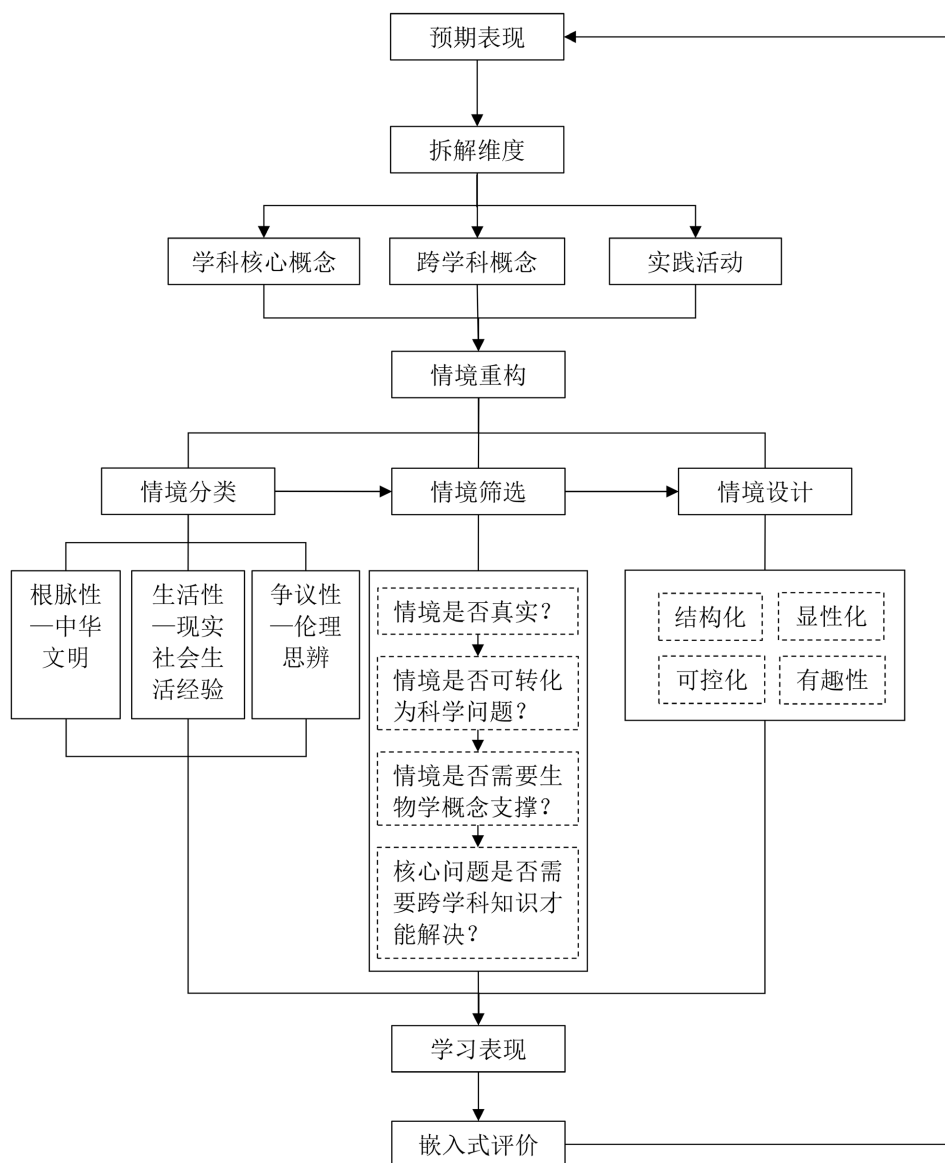 预期表现
拆解维度
学科核心概念
跨学科概念
实践活动
情境重构
情境分类
情境筛选
情境设计
根脉性
—中华
文明
生活性
—现实
社会生
活经验
争议性
—伦理
思辨
情境是否真实？
情境是否可转化
为科学问题？
情境是否需要生
物学概念支撑？
核心问题是否需
要跨学科知识才
能解决？
结构化
显性化
可控化
有趣性
学习表现
嵌入式评价